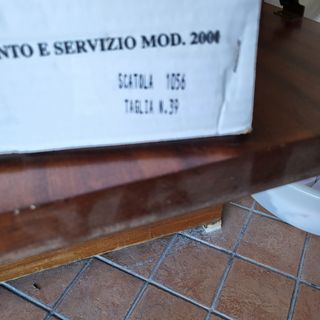 NTO E SERVIZIO MOD. 2000
SCATOLA 1056
TAGLIA N.39